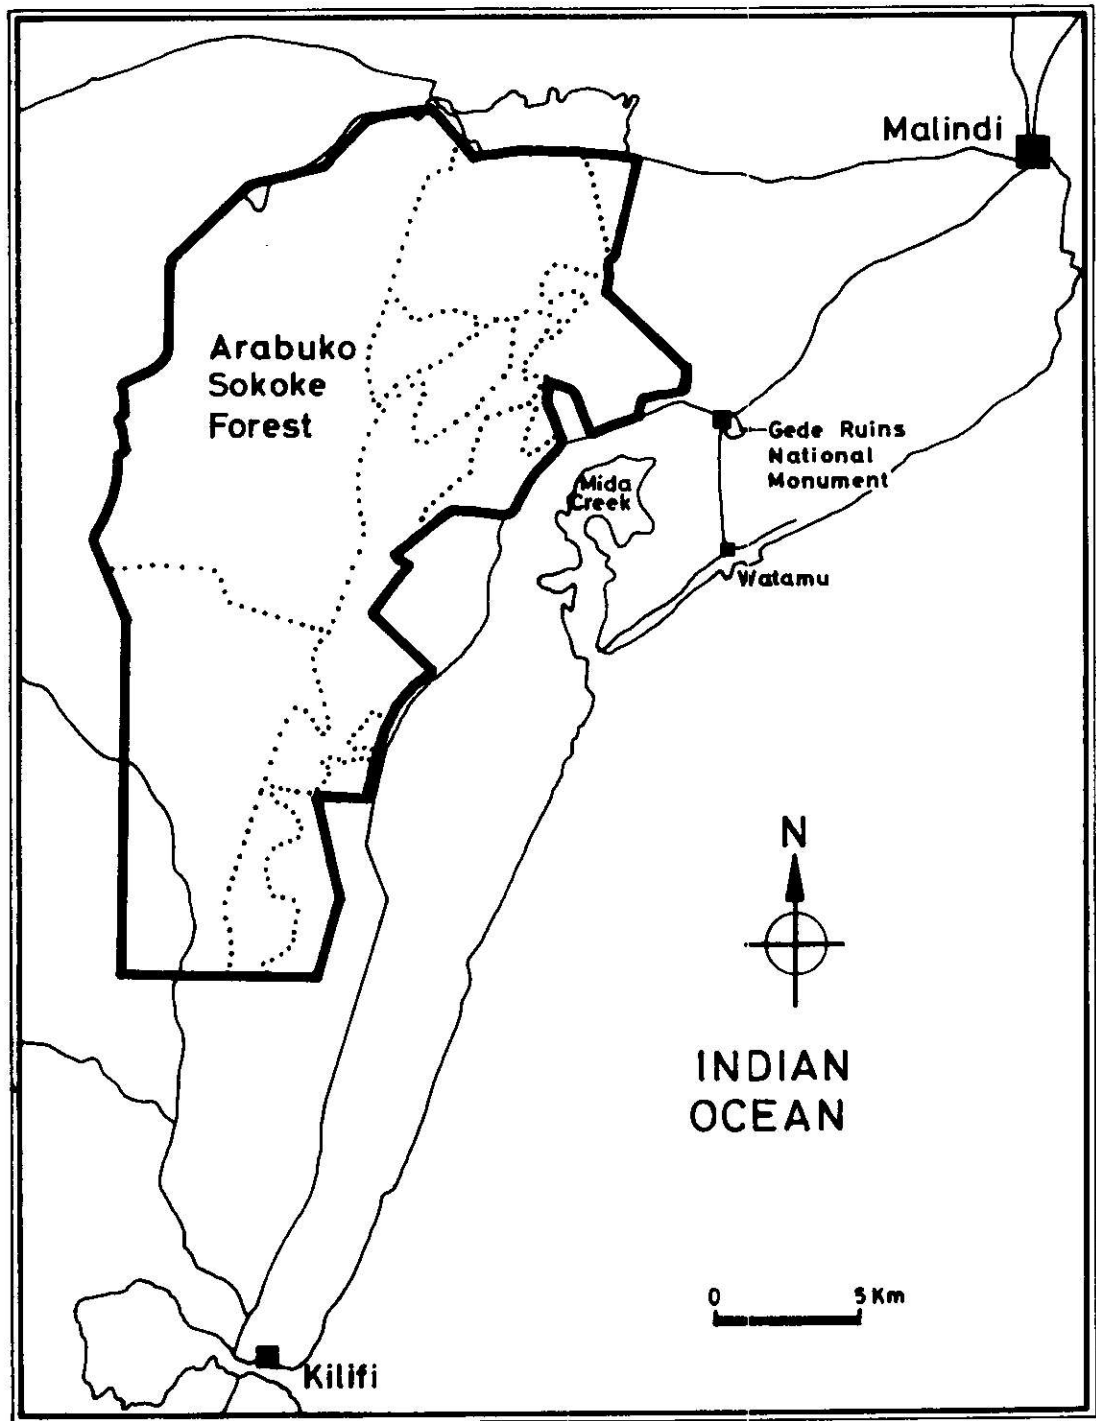 Malindi
Arabuko
Sokoke
Forest
Gede Ruins
National
Monument
Mida
Creek
Watamu
N
INDIAN
OCEAN
0 5 Km
Kilifi